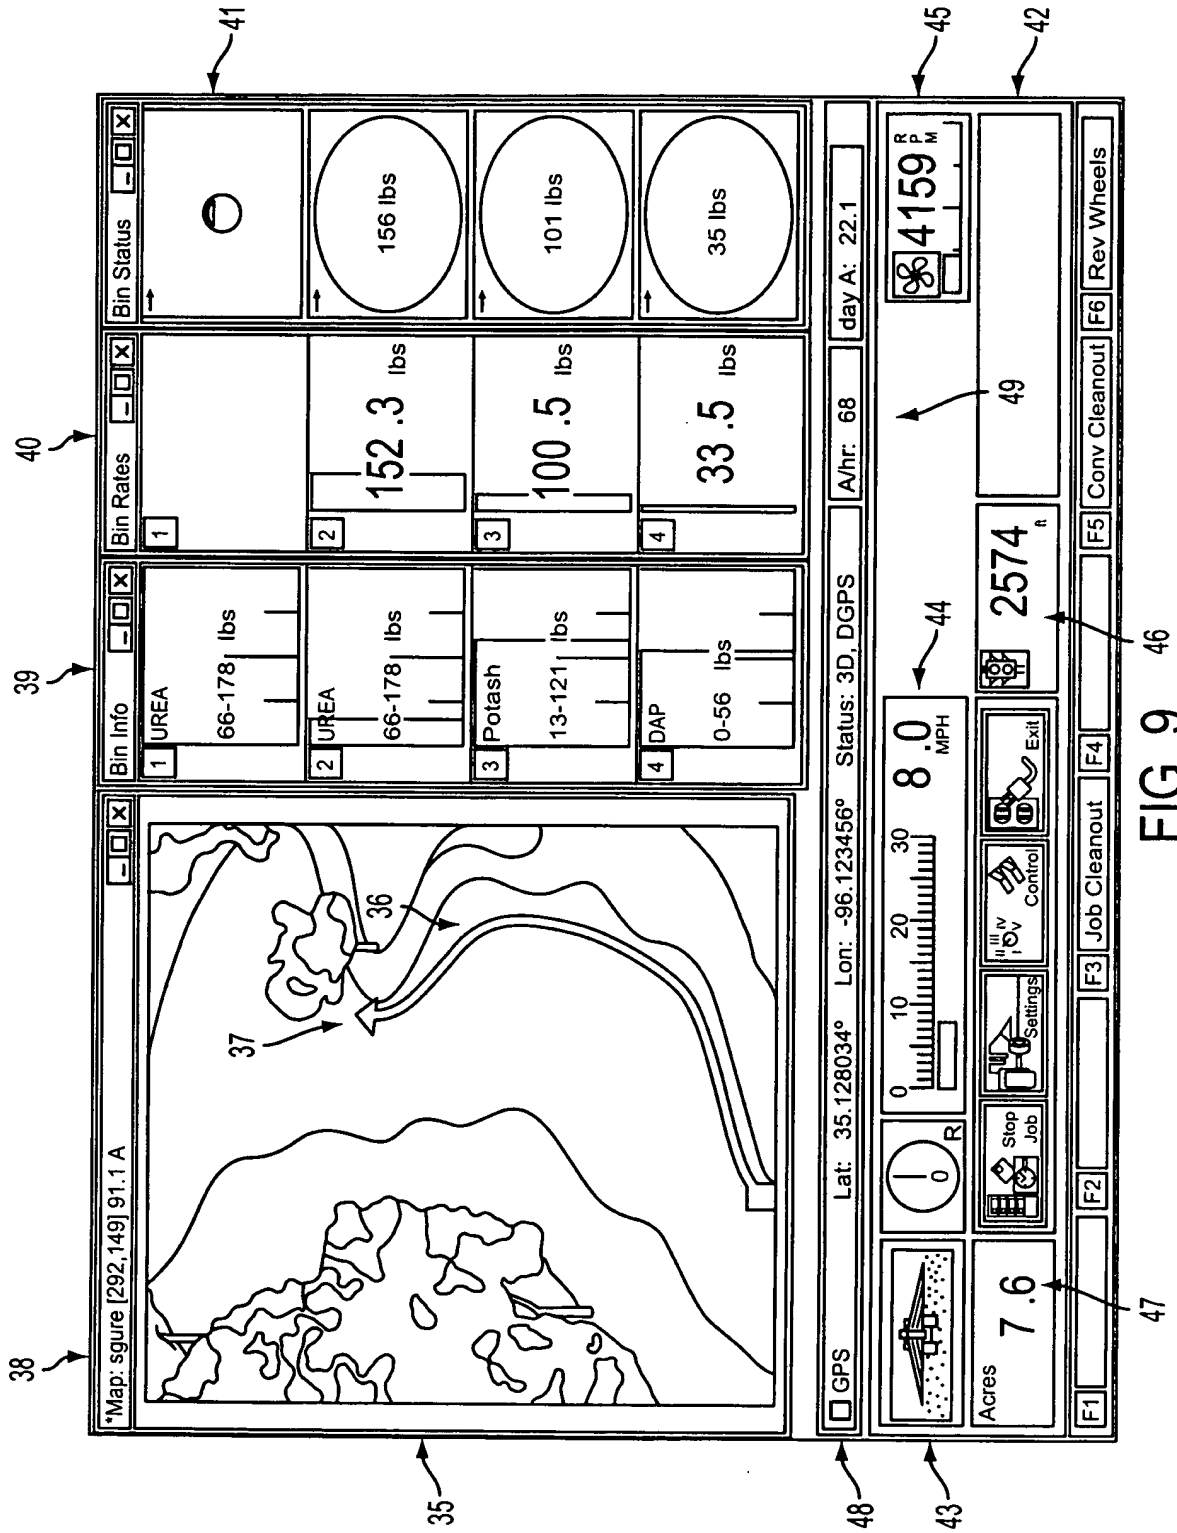 38
39
40
41
*Map: sgure [292,149] 91.1 A
Bin Info
Bin Rates
Bin Status
1
UREA
66-178 lbs
2
UREA
66-178 lbs
3
Potash
13-121 lbs
4
DAP
0-56 lbs
1
2
152.3 lbs
3
100.5 lbs
4
33.5 lbs
156 lbs
101 lbs
35 lbs
35
36
37
48
GPS
Lat: 35.128034° Lon: -96.123456° Status: 3D, DGPS
A/hr: 68
day A: 22.1
43
0 R
0 10 20 30
8.0
MPH
44
49
4159
RPM
45
Acres
7.6
47
Stop
Job
Settings
I II III IV V
Control
Exit
2574
ft
46
42
F1
F2
F3 Job Cleanout
F4
F5 Conv Cleanout
F6 Rev Wheels
FIG. 9